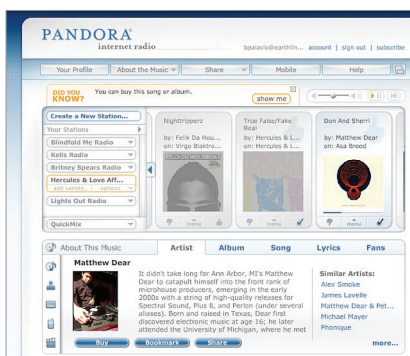 PANDORA®
internet radio
bpalaciu@earthlin... account | sign out | subscribe
Your Profile
About the Music
Share
Mobile
Help
DID YOU KNOW?
You can buy this song or album.
show me
Create a New Station...
Your Stations
Blindfold Me Radio
Kelis Radio
Britney Spears Radio
Hercules & Love Aff...
add variety... options
Lights Out Radio
QuickMix
Nighttripperz
by: Felix Da Hou...
on: Virgo Blaktro...
menu
True False/Fake
Real
by: Hercules & L...
on: Hercules & L...
menu
Don And Sherri
by: Matthew Dear
on: Asa Breed
menu
About This Music
Artist
Album
Song
Lyrics
Fans
Matthew Dear
It didn't take long for Ann Arbor, MI's Matthew
Dear to catapult himself into the front rank of
microhouse producers, emerging in the early
2000s with a string of high-quality releases for
Spectral Sound, Plus 8, and Perlon (under several
aliases). Born and raised in Texas, Dear first
discovered electronic music at age 16; he later
attended the University of Michigan, where he met
Similar Artists:
Alex Smoke
James Lavelle
Matthew Dear & Pet...
Michael Mayer
Phonique
Buy
Bookmark
Share
more...